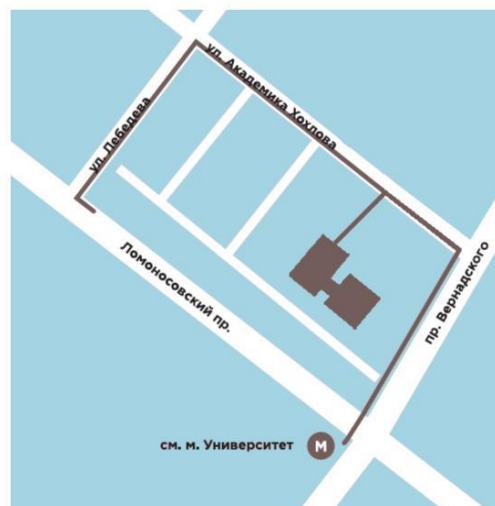 ул. Академика Хохлова
ул. Лебедева
Ломоносовский пр.
пр. Вернадского
см. м. Университет
М